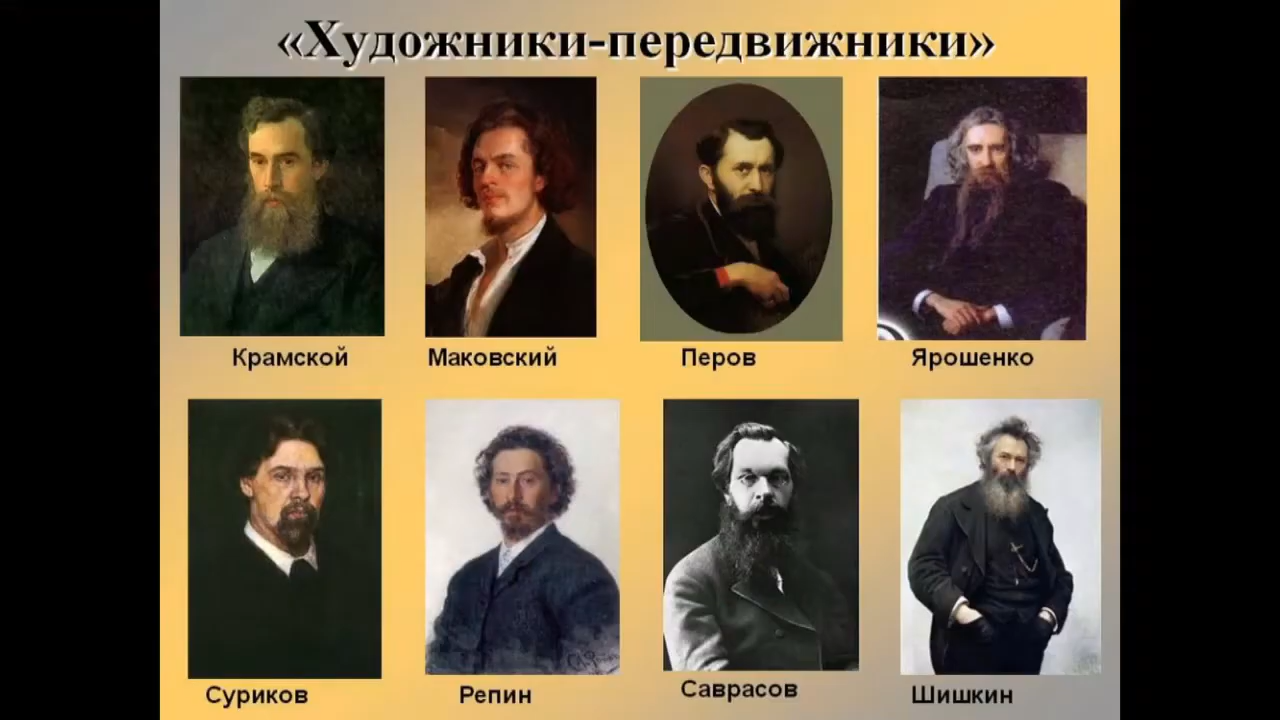 «Художники-передвижники»
Крамской Маковский Перов Ярошенко
Суриков Репин Саврасов Шишкин